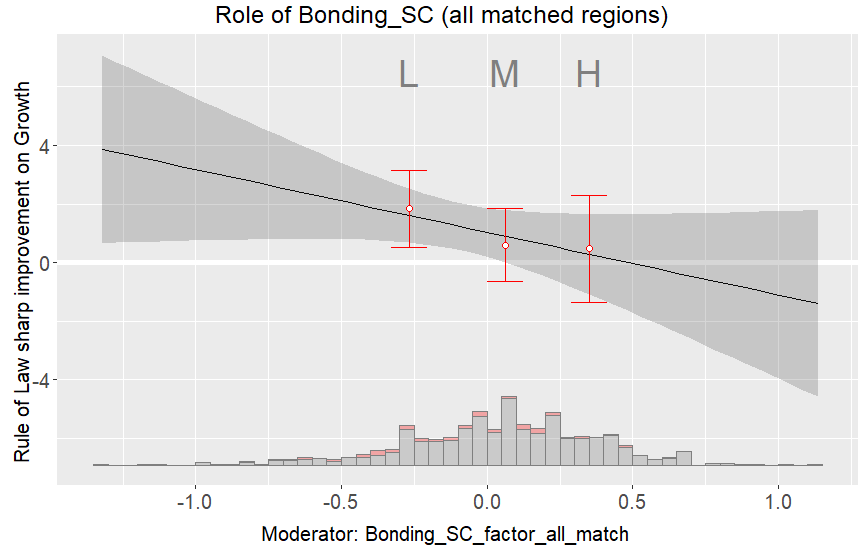 Role of Bonding_SC (all matched regions)
Rule of Law sharp improvement on Growth
L M H
4
0
-4
-1.0 -0.5 0.0 0.5 1.0
Moderator: Bonding_SC_factor_all_match